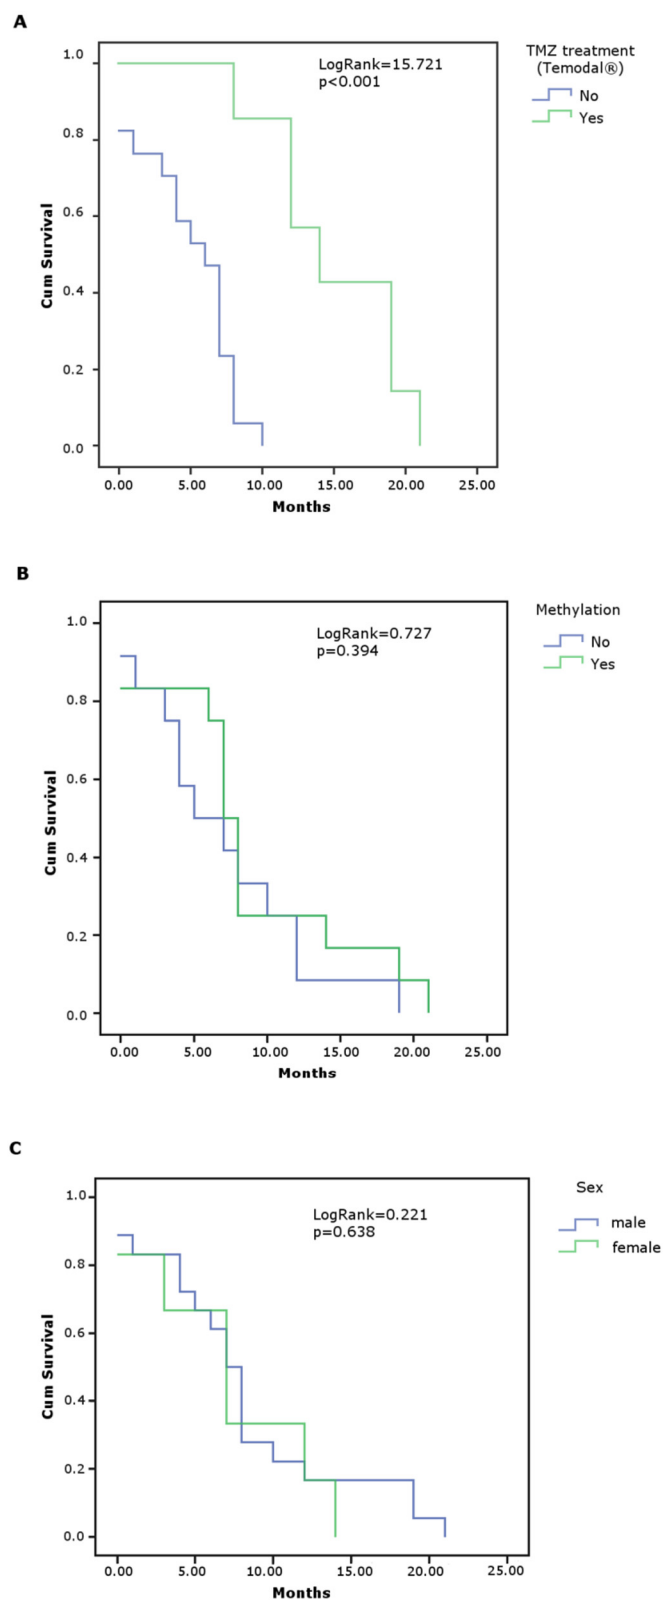 A
LogRank=15.721
p<0.001
TMZ treatment
(Temodal®)
No
Yes
1.0
0.8
0.6
0.4
0.2
0.0
Cum Survival
0.00 5.00 10.00 15.00 20.00 25.00
Months
B
LogRank=0.727
p=0.394
Methylation
No
Yes
1.0
0.8
0.6
0.4
0.2
0.0
Cum Survival
0.00 5.00 10.00 15.00 20.00 25.00
Months
C
LogRank=0.221
p=0.638
Sex
male
female
1.0
0.8
0.6
0.4
0.2
0.0
Cum Survival
0.00 5.00 10.00 15.00 20.00 25.00
Months